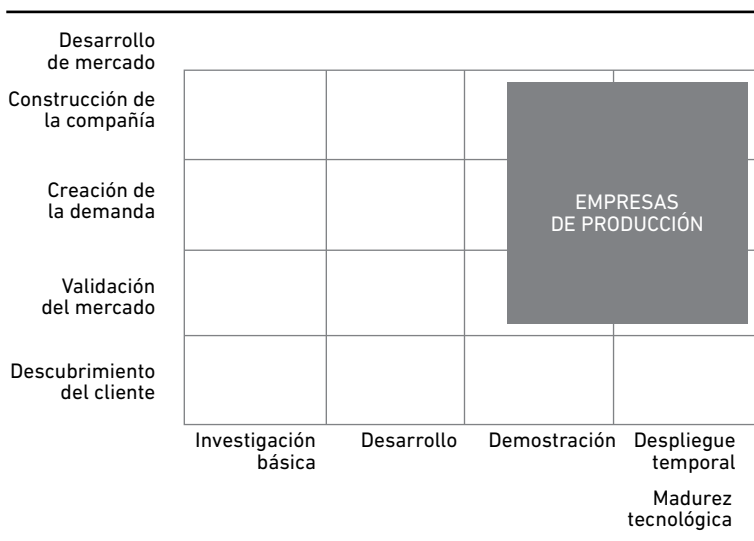 Desarrollo
de mercado
Construcción de
la compañía
Creación de
la demanda
EMPRESAS
DE PRODUCCIÓN
Validación
del mercado
Descubrimiento
del cliente
Investigación
básica
Desarrollo
Demostración
Despliegue
temporal
Madurez
tecnológica